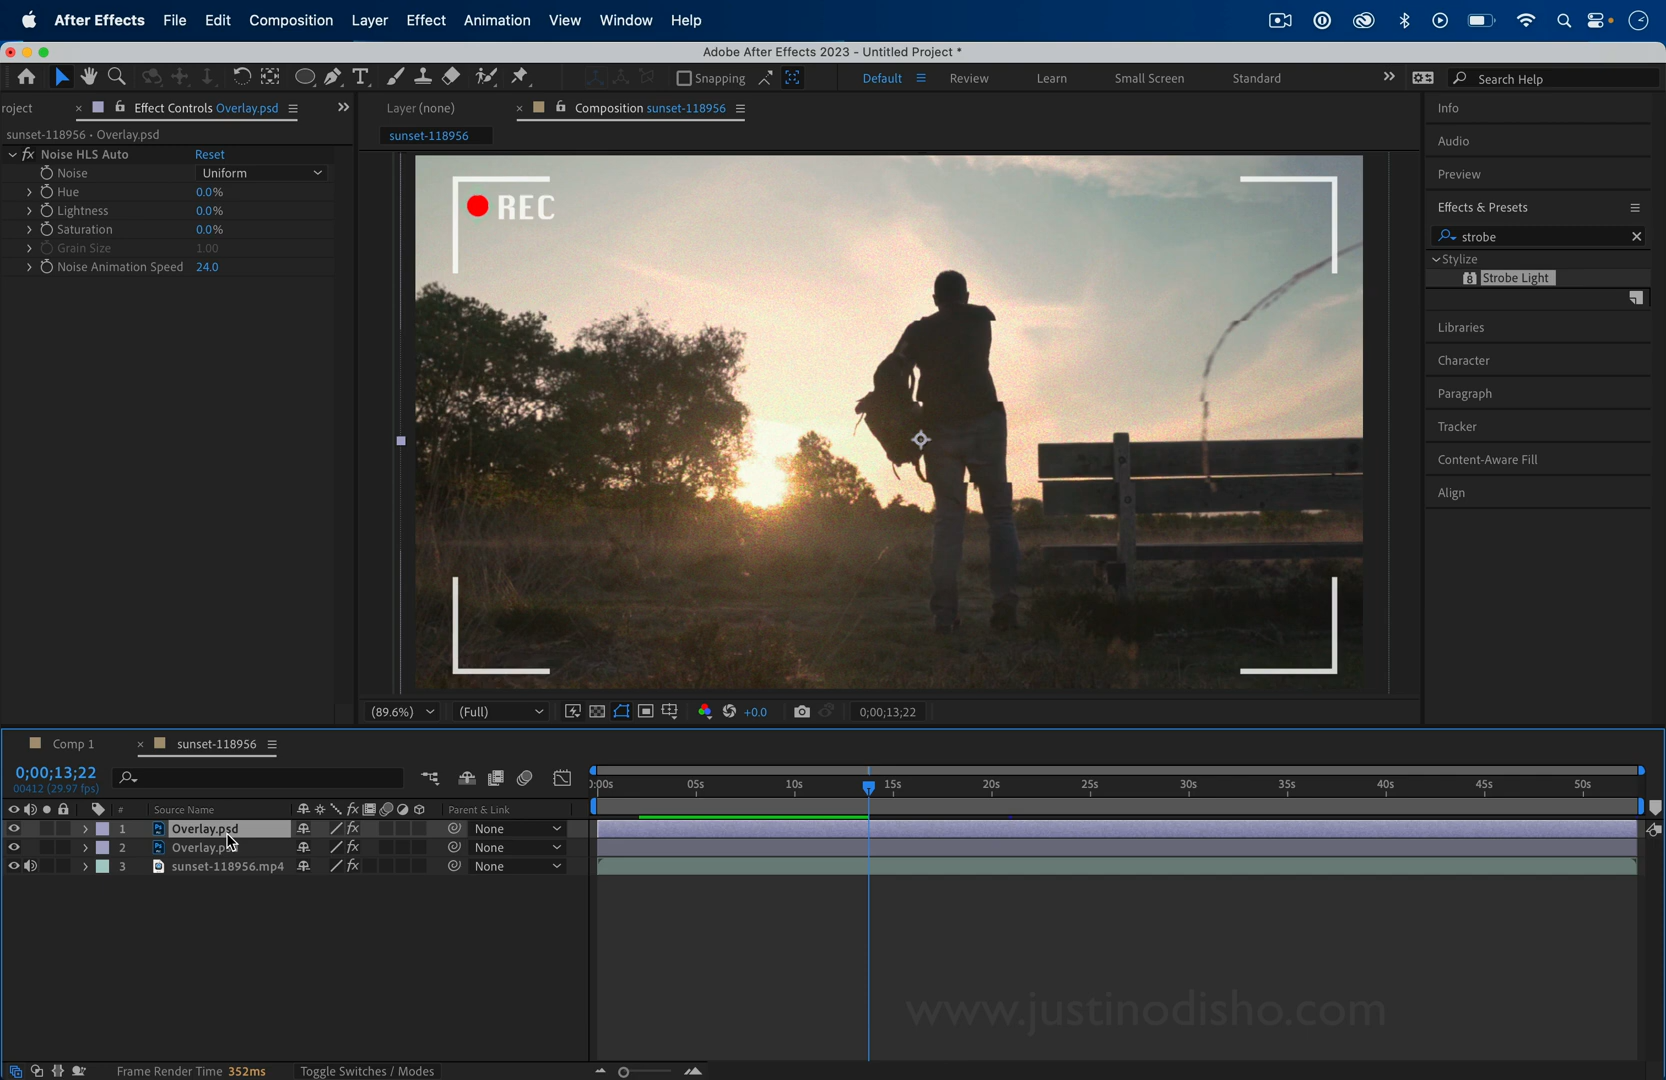 After Effects File Edit Composition Layer Effect Animation View Window Help
Adobe After Effects 2023 - Untitled Project *
Snapping Default Review Learn Small Screen Standard Search Help
roject × Effect Controls Overlay.psd
Layer (none) × Composition sunset-118956
sunset-118956 • Overlay.psd
sunset-118956
fx Noise HLS Auto Reset
Noise Uniform
Hue 0.0%
Lightness 0.0%
Saturation 0.0%
Grain Size 1.00
Noise Animation Speed 24.0
REC
Info
Audio
Preview
Effects & Presets
strobe
Stylize
Strobe Light
Libraries
Character
Paragraph
Tracker
Content-Aware Fill
Align
(89.6%) (Full) +0.0 0;00;13;22
Comp 1 × sunset-118956
0;00;13;22
00412 (29.97 fps)
):00s 05s 10s 15s 20s 25s 30s 35s 40s 45s 50s
# Source Name fx Parent & Link
1 Overlay.psd fx None
2 Overlay.ps fx None
3 sunset-118956.mp4 fx None
www.justinodisho.com
Frame Render Time 352ms Toggle Switches / Modes